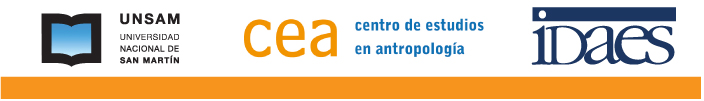 UNSAM
UNIVERSIDAD
NACIONAL DE
SAN MARTÍN
cea
centro de estudios
en antropología
iDaes